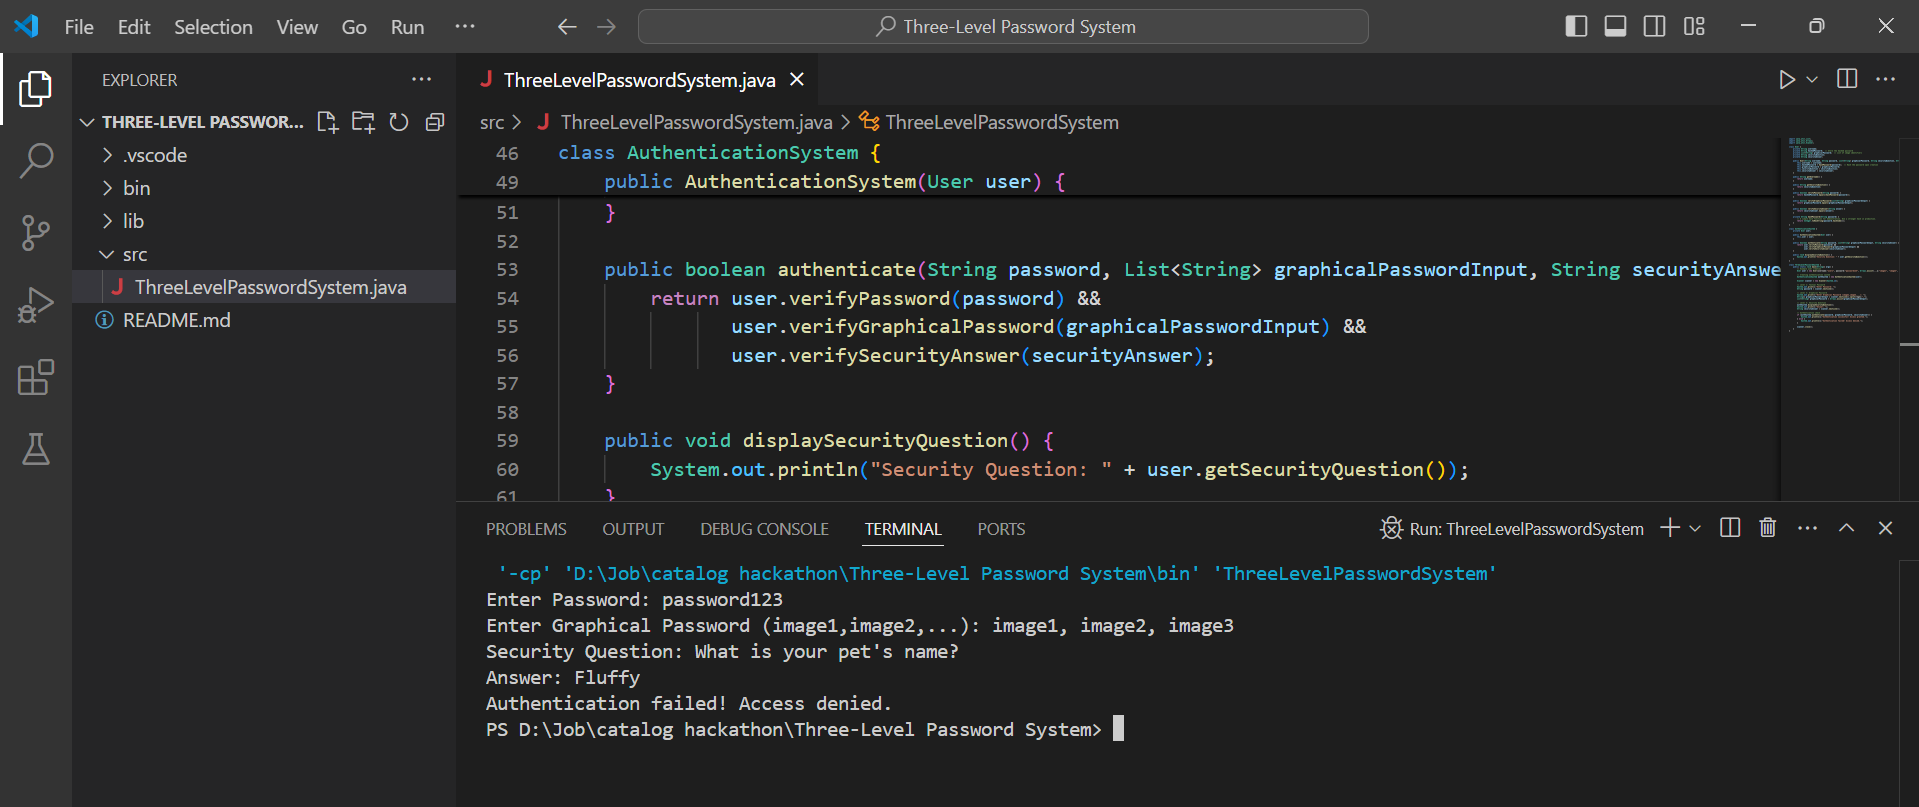 File Edit Selection View Go Run ··· Three-Level Password System
EXPLORER ···
THREE-LEVEL PASSWOR...
.vscode
bin
lib
src
J ThreeLevelPasswordSystem.java
README.md
J ThreeLevelPasswordSystem.java
src > J ThreeLevelPasswordSystem.java > ThreeLevelPasswordSystem
46 class AuthenticationSystem {
49 public AuthenticationSystem(User user) {
51 }
52
53 public boolean authenticate(String password, List<String> graphicalPasswordInput, String securityAnswe
54 return user.verifyPassword(password) &&
55 user.verifyGraphicalPassword(graphicalPasswordInput) &&
56 user.verifySecurityAnswer(securityAnswer);
57 }
58
59 public void displaySecurityQuestion() {
60 System.out.println("Security Question: " + user.getSecurityQuestion());
61 }
PROBLEMS OUTPUT DEBUG CONSOLE TERMINAL PORTS Run: ThreeLevelPasswordSystem
'-cp' 'D:\Job\catalog hackathon\Three-Level Password System\bin' 'ThreeLevelPasswordSystem'
Enter Password: password123
Enter Graphical Password (image1,image2,...): image1, image2, image3
Security Question: What is your pet's name?
Answer: Fluffy
Authentication failed! Access denied.
PS D:\Job\catalog hackathon\Three-Level Password System>